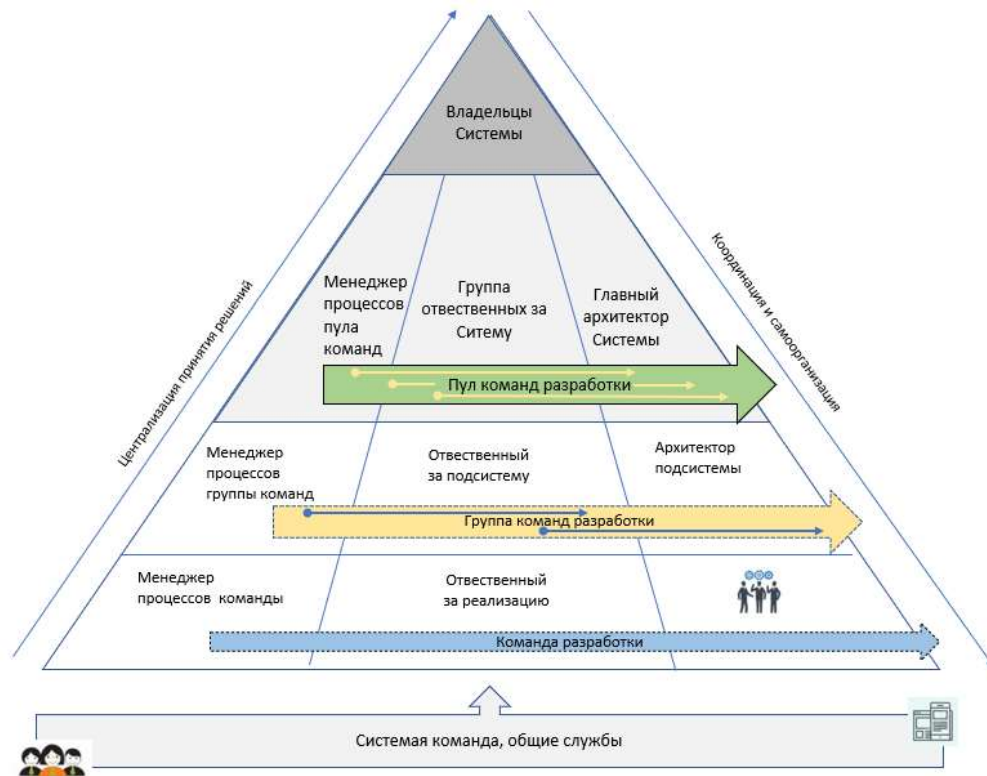 Владельцы
Системы
Менеджер
процессов
пула
команд
Группа
отвественных за
Ситему
Главный
архитектор
Системы
Пул команд разработки
Централизация принятия решений
Координация и самоорганизация
Менеджер
процессов
группы команд
Отвественный
за подсистему
Архитектор
подсистемы
Группа команд разработки
Менеджер
процессов команды
Отвественный
за реализацию
Команда разработки
Системая команда, общие службы